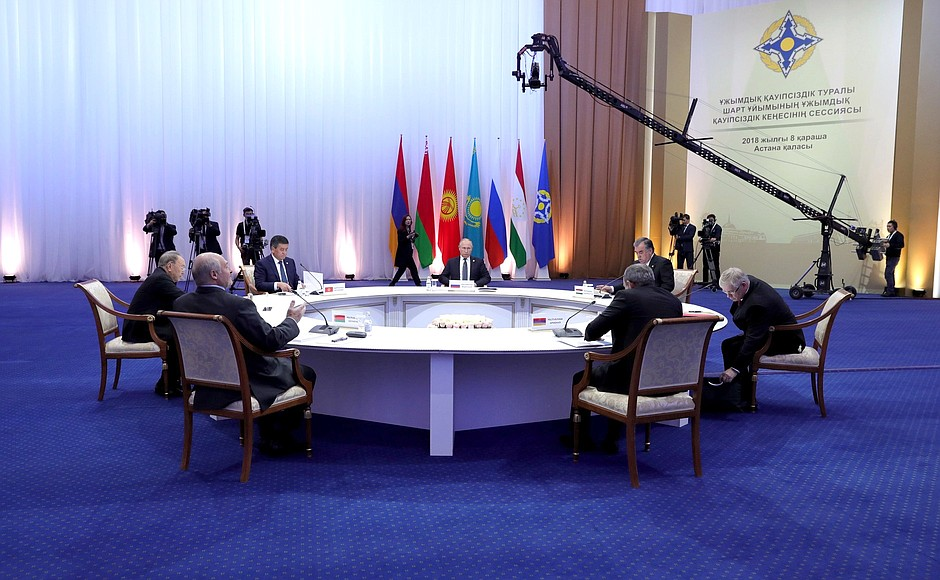 ҰЖЫМДЫҚ ҚАУІПСІЗДІК ТУРАЛЫ
ШАРТ ҰЙЫМЫНЫҢ ҰЖЫМДЫҚ
ҚАУІПСІЗДІК КЕҢЕСІНІҢ СЕССИЯСЫ
2018 жылғы 8 қараша
Астана қаласы